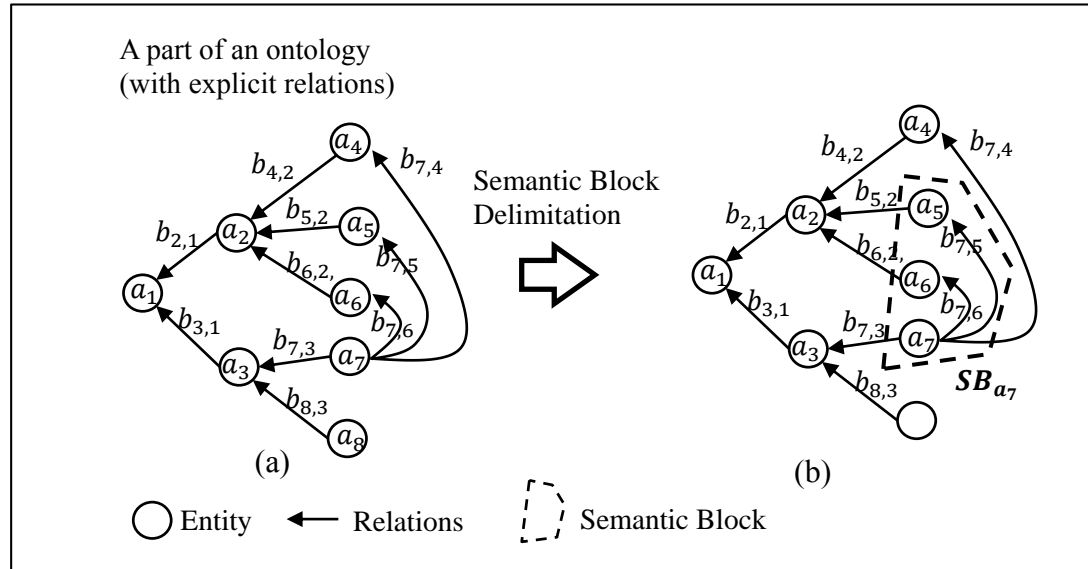 A part of an ontology
(with explicit relations)
a₄
b₄,₂
b₇,₄
b₅,₂
a₅
b₂,₁
a₂
b₇,₅
b₆,₂,
a₁
a₆
b₃,₁
b₇,₆
b₇,₃
a₃
a₇
b₈,₃
a₈
(a)
Semantic Block
Delimitation
a₄
b₄,₂
b₇,₄
b₅,₂
a₅
a₂
b₂,₁
b₇,₅
b₆,₂,
a₁
a₆
b₃,₁
b₇,₆
b₇,₃
a₃
a₇
SBₐ₇
b₈,₃
(b)
Entity
Relations
Semantic Block